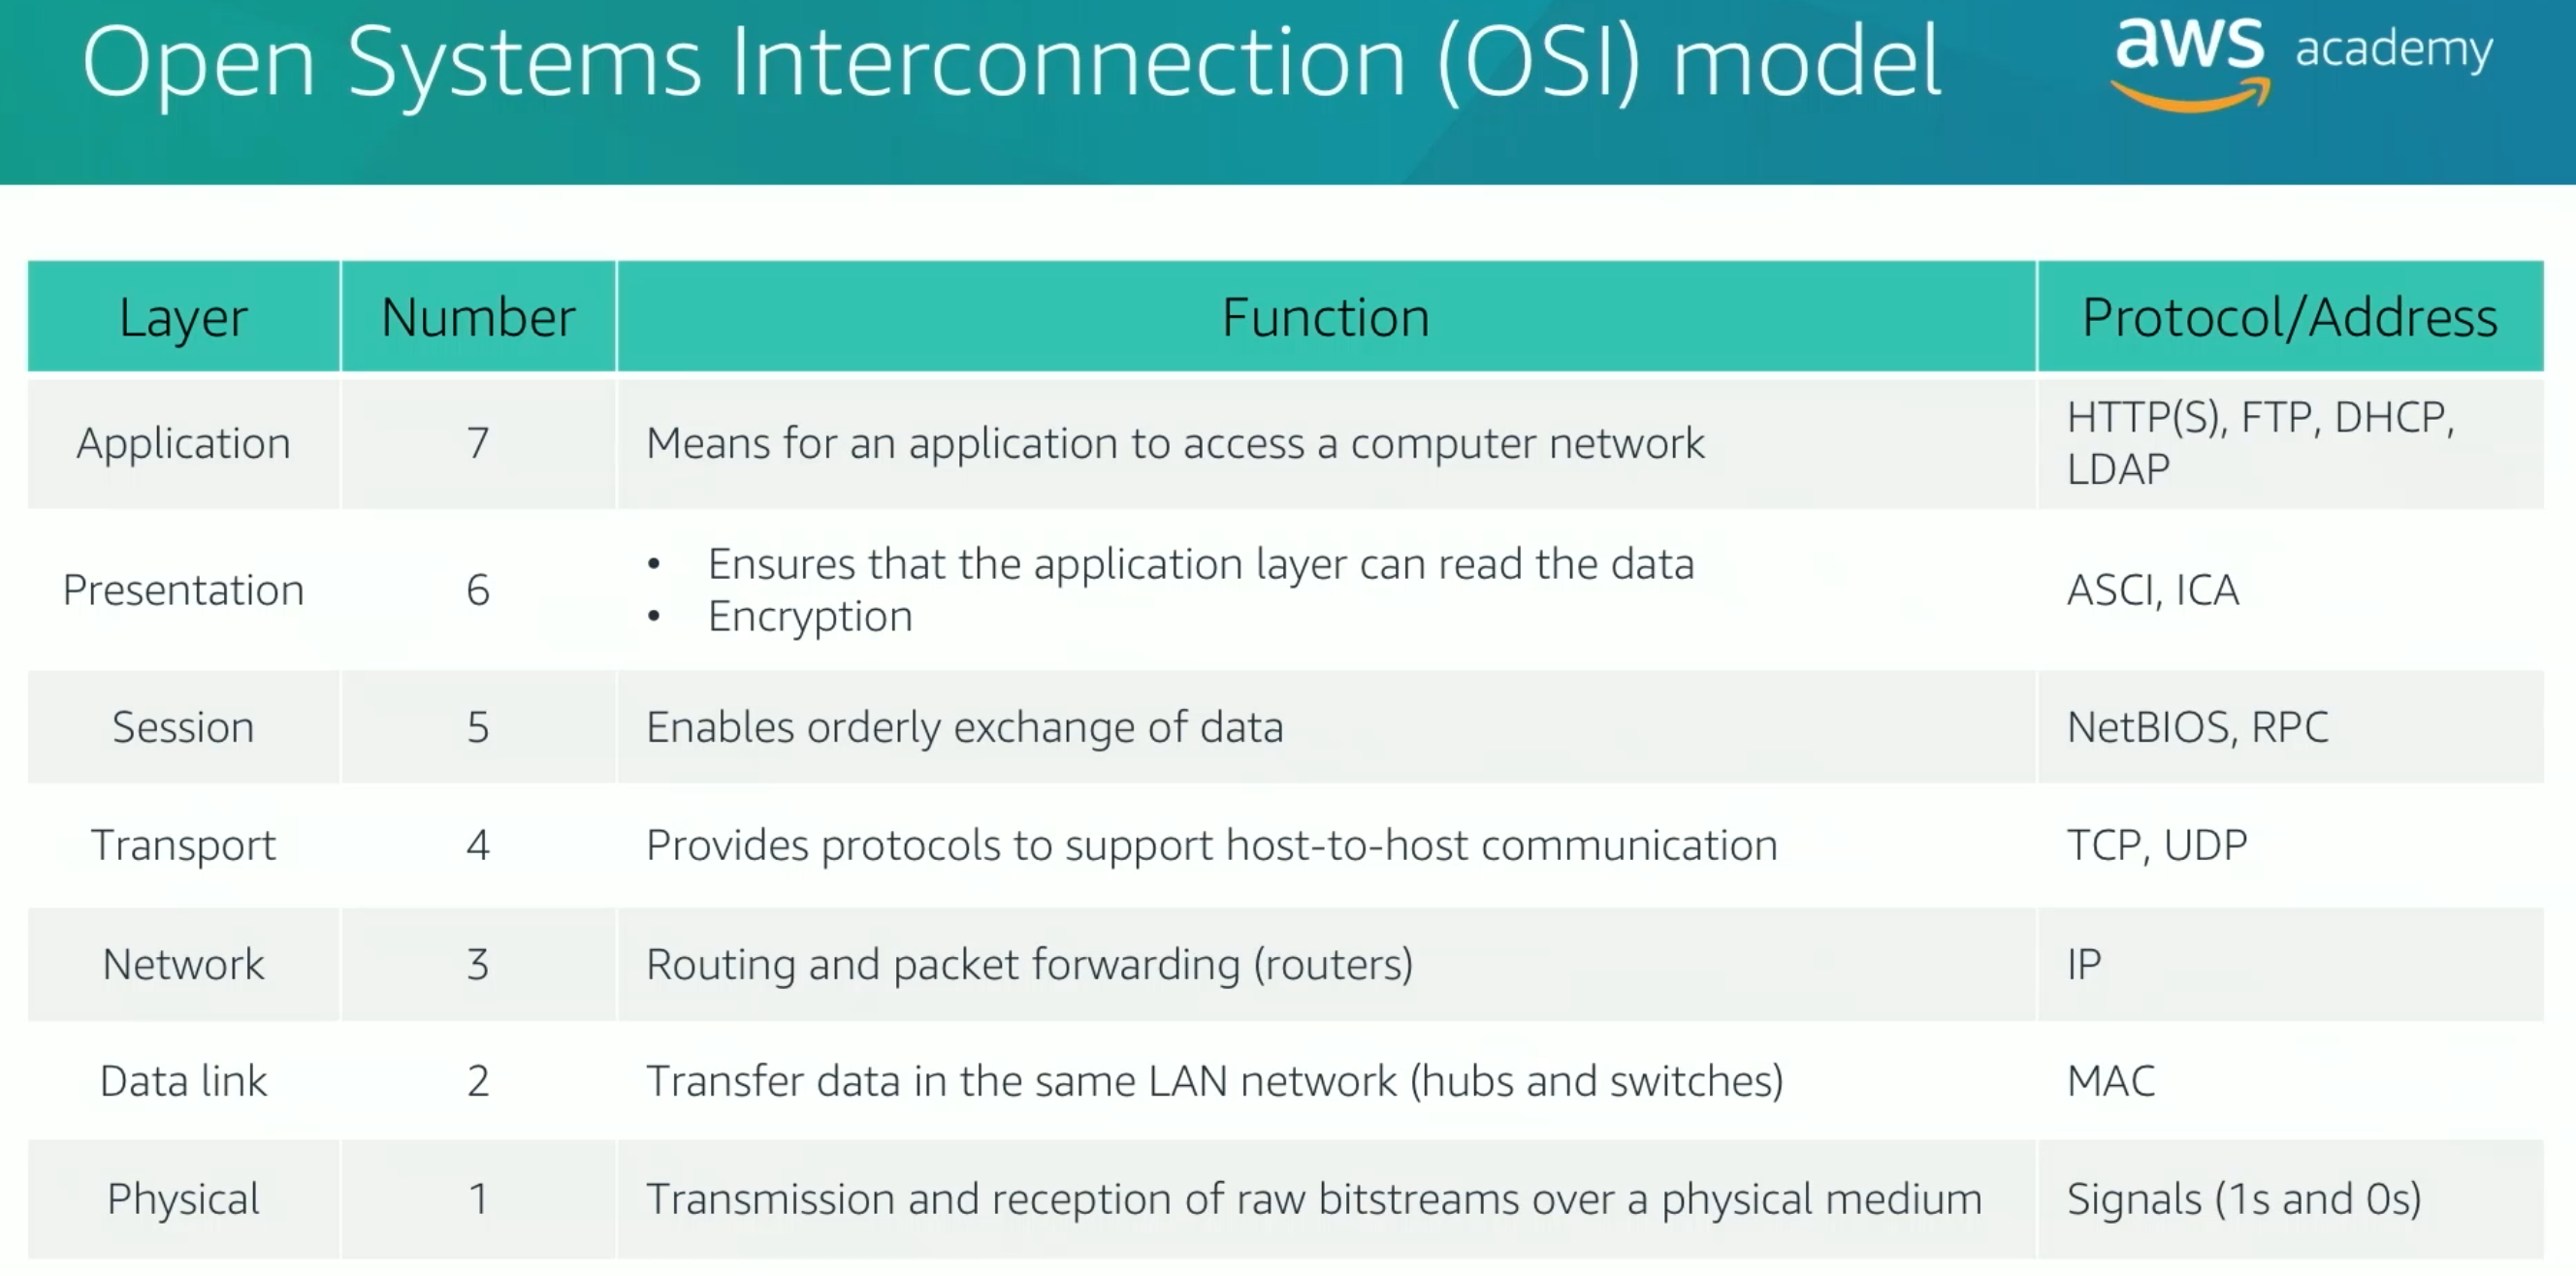 Open Systems Interconnection (OSI) model
aws academy
Layer Number Function Protocol/Address
Application 7 Means for an application to access a computer network HTTP(S), FTP, DHCP,
LDAP
Presentation 6 • Ensures that the application layer can read the data
• Encryption ASCI, ICA
Session 5 Enables orderly exchange of data NetBIOS, RPC
Transport 4 Provides protocols to support host-to-host communication TCP, UDP
Network 3 Routing and packet forwarding (routers) IP
Data link 2 Transfer data in the same LAN network (hubs and switches) MAC
Physical 1 Transmission and reception of raw bitstreams over a physical medium Signals (1s and 0s)